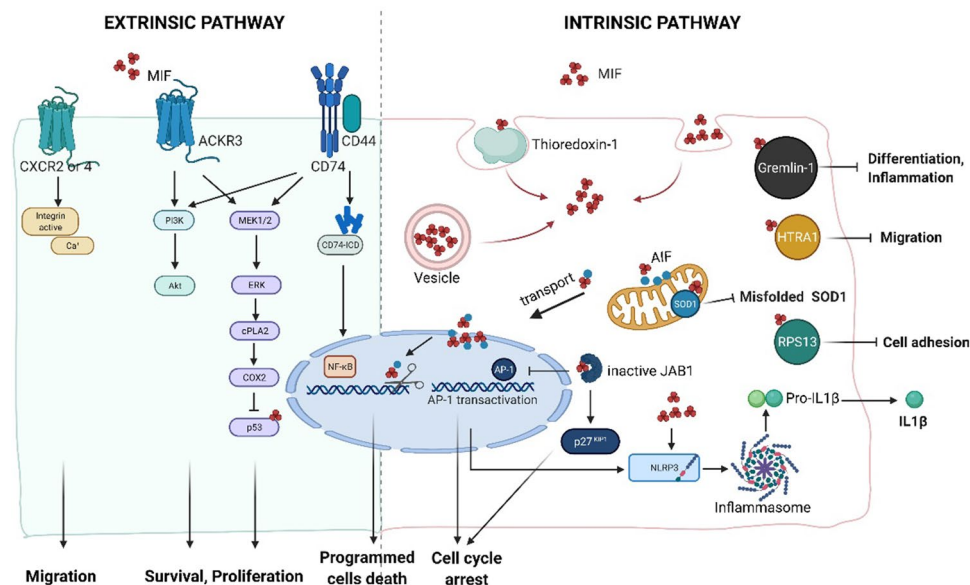 EXTRINSIC PATHWAY
INTRINSIC PATHWAY
MIF
MIF
CXCR2 or 4
ACKR3
CD44
CD74
Thioredoxin-1
Gremlin-1
Differentiation,
Inflammation
Integrin
active
Ca⁺
PI3K
MEK1/2
CD74-ICD
HTRA1
Migration
Vesicle
AIF
transport
Akt
ERK
SOD1
Misfolded SOD1
cPLA2
RPS13
Cell adhesion
NF-κB
AP-1
inactive JAB1
COX2
AP-1 transactivation
Pro-IL1β
IL1β
p53
p27ᴷᴵᴾ¹
NLRP3
Inflammasome
Migration
Survival, Proliferation
Programmed
cells death
Cell cycle
arrest